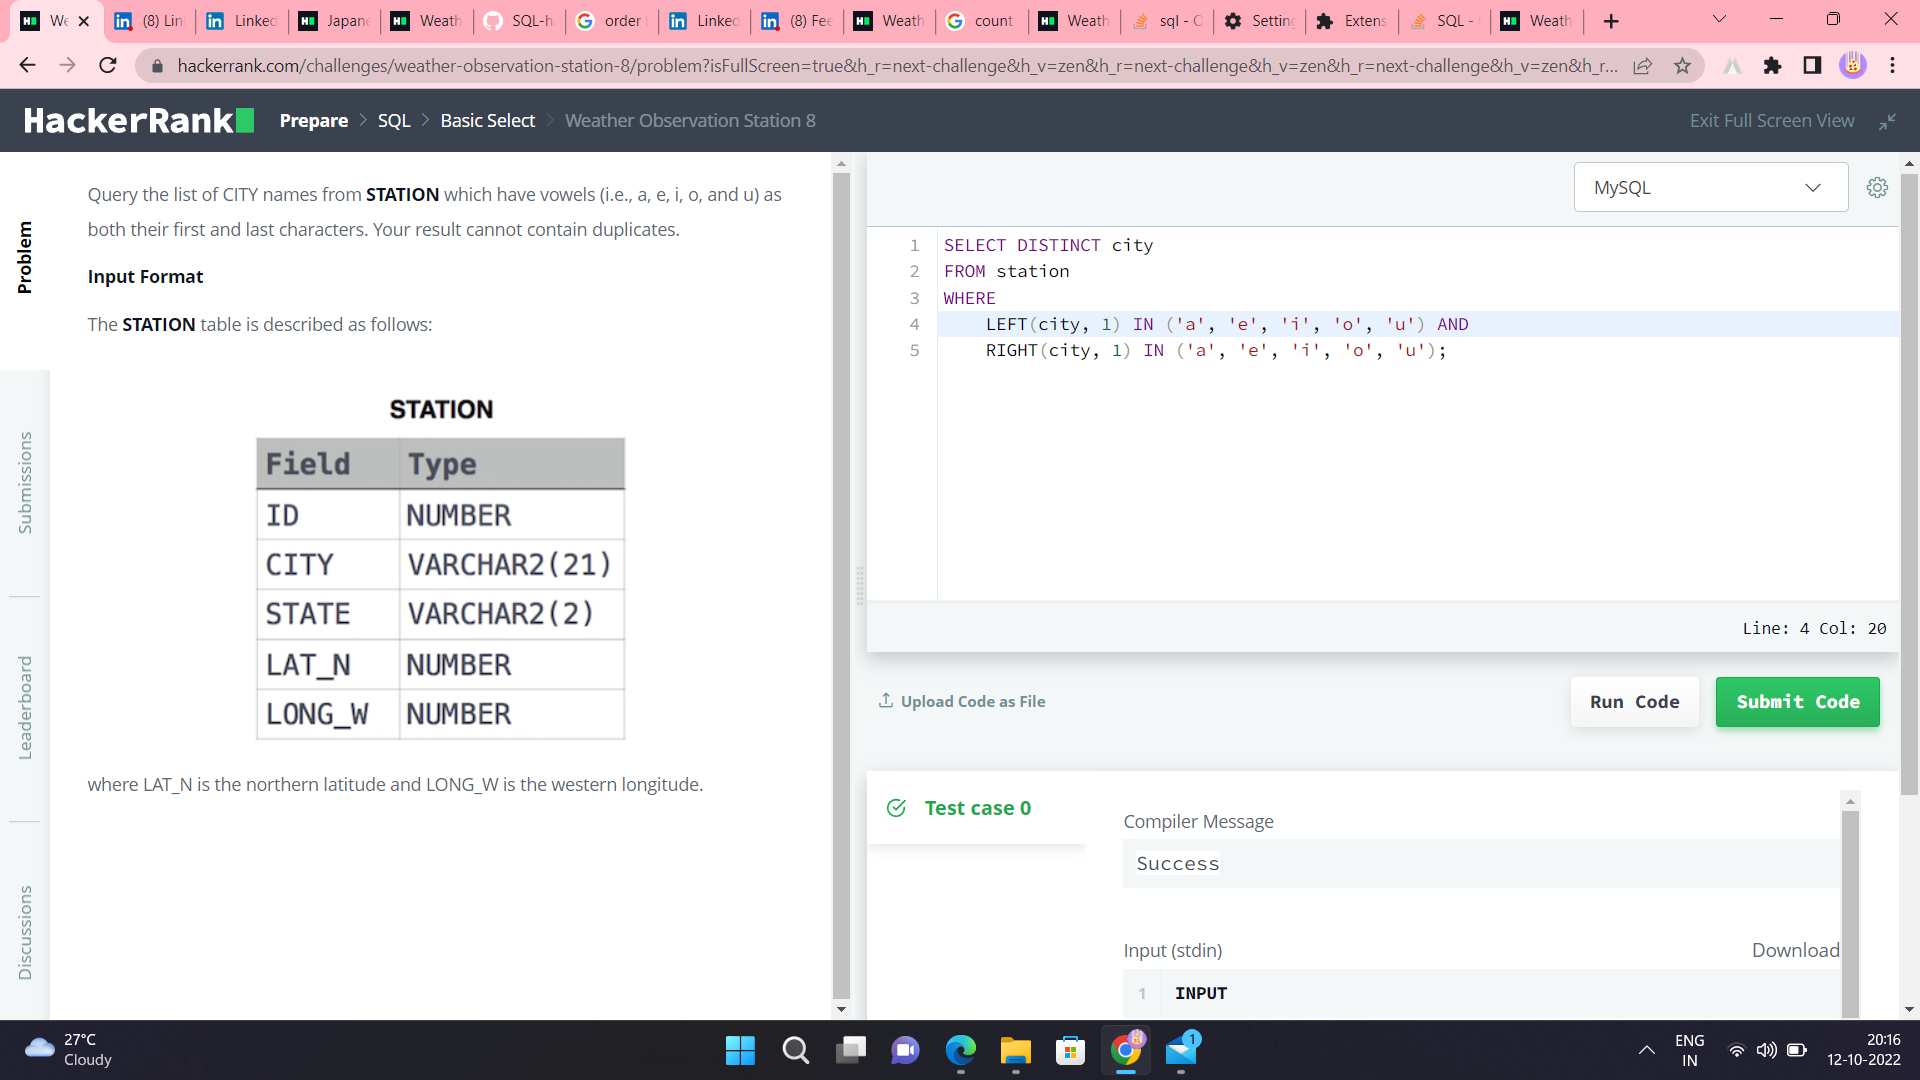 We
(8) Lin
Linked
Japane
Weath
SQL-h
order
Linked
(8) Fee
Weath
count
Weath
sql - C
Setting
Extens
SQL -
Weath
hackerrank.com/challenges/weather-observation-station-8/problem?isFullScreen=true&h_r=next-challenge&h_v=zen&h_r=next-challenge&h_v=zen&h_r=next-challenge&h_v=zen&h_r...
HackerRank Prepare > SQL > Basic Select > Weather Observation Station 8
Exit Full Screen View
Problem
Submissions
Leaderboard
Discussions
Query the list of CITY names from STATION which have vowels (i.e., a, e, i, o, and u) as
both their first and last characters. Your result cannot contain duplicates.
Input Format
The STATION table is described as follows:
STATION
Field Type
ID NUMBER
CITY VARCHAR2(21)
STATE VARCHAR2(2)
LAT_N NUMBER
LONG_W NUMBER
where LAT_N is the northern latitude and LONG_W is the western longitude.
MySQL
1 SELECT DISTINCT city
2 FROM station
3 WHERE
4 LEFT(city, 1) IN ('a', 'e', 'i', 'o', 'u') AND
5 RIGHT(city, 1) IN ('a', 'e', 'i', 'o', 'u');
Line: 4 Col: 20
Upload Code as File
Run Code
Submit Code
Test case 0
Compiler Message
Success
Input (stdin)
Download
1 INPUT
27°C
Cloudy
1
ENG
IN
20:16
12-10-2022